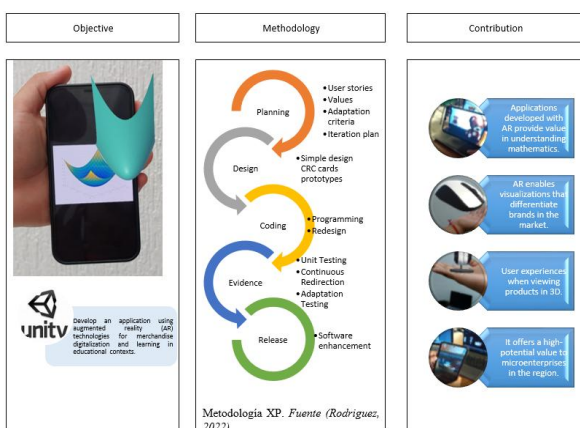 Objective
Methodology
Contribution
unity
Develop an application using
augmented reality (AR)
technologies for merchandise
digitalization and learning in
educational contexts.
Planning
• User stories
• Values
• Adaptation
criteria
• Iteration plan
Design
• Simple design
CRC cards
prototypes
Coding
• Programming
• Redesign
Evidence
• Unit Testing
• Continuous
Redirection
• Adaptation
Testing
Release
• Software
enhancement
Metodología XP. Fuente (Rodriguez,
2022)
Applications
developed with
AR provide value
in understanding
mathematics.
AR enables
visualizations that
differentiate
brands in the
market.
User experiences
when viewing
products in 3D.
It offers a high-
potential value to
microenterprises
in the region.